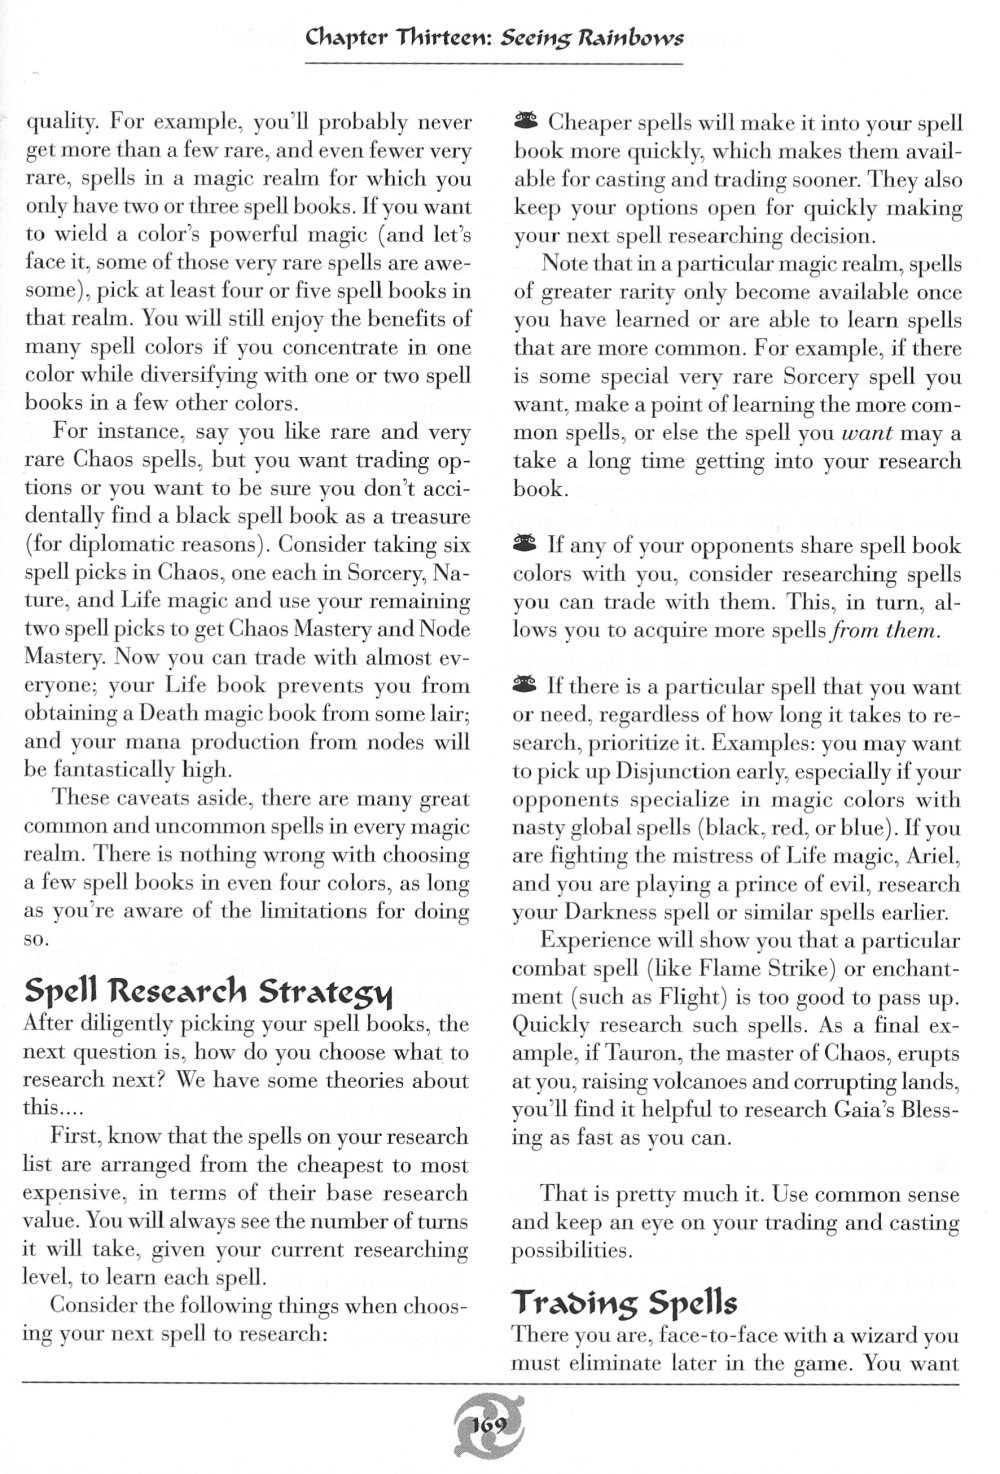 Chapter Thirteen: Seeing Rainbows
quality. For example, you'll probably never
get more than a few rare, and even fewer very
rare, spells in a magic realm for which you
only have two or three spell books. If you want
to wield a color's powerful magic (and let's
face it, some of those very rare spells are awe-
some), pick at least four or five spell books in
that realm. You will still enjoy the benefits of
many spell colors if you concentrate in one
color while diversifying with one or two spell
books in a few other colors.
For instance, say you like rare and very
rare Chaos spells, but you want trading op-
tions or you want to be sure you don't acci-
dentally find a black spell book as a treasure
(for diplomatic reasons). Consider taking six
spell picks in Chaos, one each in Sorcery, Na-
ture, and Life magic and use your remaining
two spell picks to get Chaos Mastery and Node
Mastery. Now you can trade with almost ev-
eryone; your Life book prevents you from
obtaining a Death magic book from some lair;
and your mana production from nodes will
be fantastically high.
These caveats aside, there are many great
common and uncommon spells in every magic
realm. There is nothing wrong with choosing
a few spell books in even four colors, as long
as you're aware of the limitations for doing
so.
Spell Research Strategy
After diligently picking your spell books, the
next question is, how do you choose what to
research next? We have some theories about
this....
First, know that the spells on your research
list are arranged from the cheapest to most
expensive, in terms of their base research
value. You will always see the number of turns
it will take, given your current researching
level, to learn each spell.
Consider the following things when choos-
ing your next spell to research:
Cheaper spells will make it into your spell
book more quickly, which makes them avail-
able for casting and trading sooner. They also
keep your options open for quickly making
your next spell researching decision.
Note that in a particular magic realm, spells
of greater rarity only become available once
you have learned or are able to learn spells
that are more common. For example, if there
is some special very rare Sorcery spell you
want, make a point of learning the more com-
mon spells, or else the spell you want may a
take a long time getting into your research
book.
If any of your opponents share spell book
colors with you, consider researching spells
you can trade with them. This, in turn, al-
lows you to acquire more spells from them.
If there is a particular spell that you want
or need, regardless of how long it takes to re-
search, prioritize it. Examples: you may want
to pick up Disjunction early, especially if your
opponents specialize in magic colors with
nasty global spells (black, red, or blue). If you
are fighting the mistress of Life magic, Ariel,
and you are playing a prince of evil, research
your Darkness spell or similar spells earlier.
Experience will show you that a particular
combat spell (like Flame Strike) or enchant-
ment (such as Flight) is too good to pass up.
Quickly research such spells. As a final ex-
ample, if Tauron, the master of Chaos, erupts
at you, raising volcanoes and corrupting lands,
you'll find it helpful to research Gaia's Bless-
ing as fast as you can.
That is pretty much it. Use common sense
and keep an eye on your trading and casting
possibilities.
Trading Spells
There you are, face-to-face with a wizard you
must eliminate later in the game. You want
169